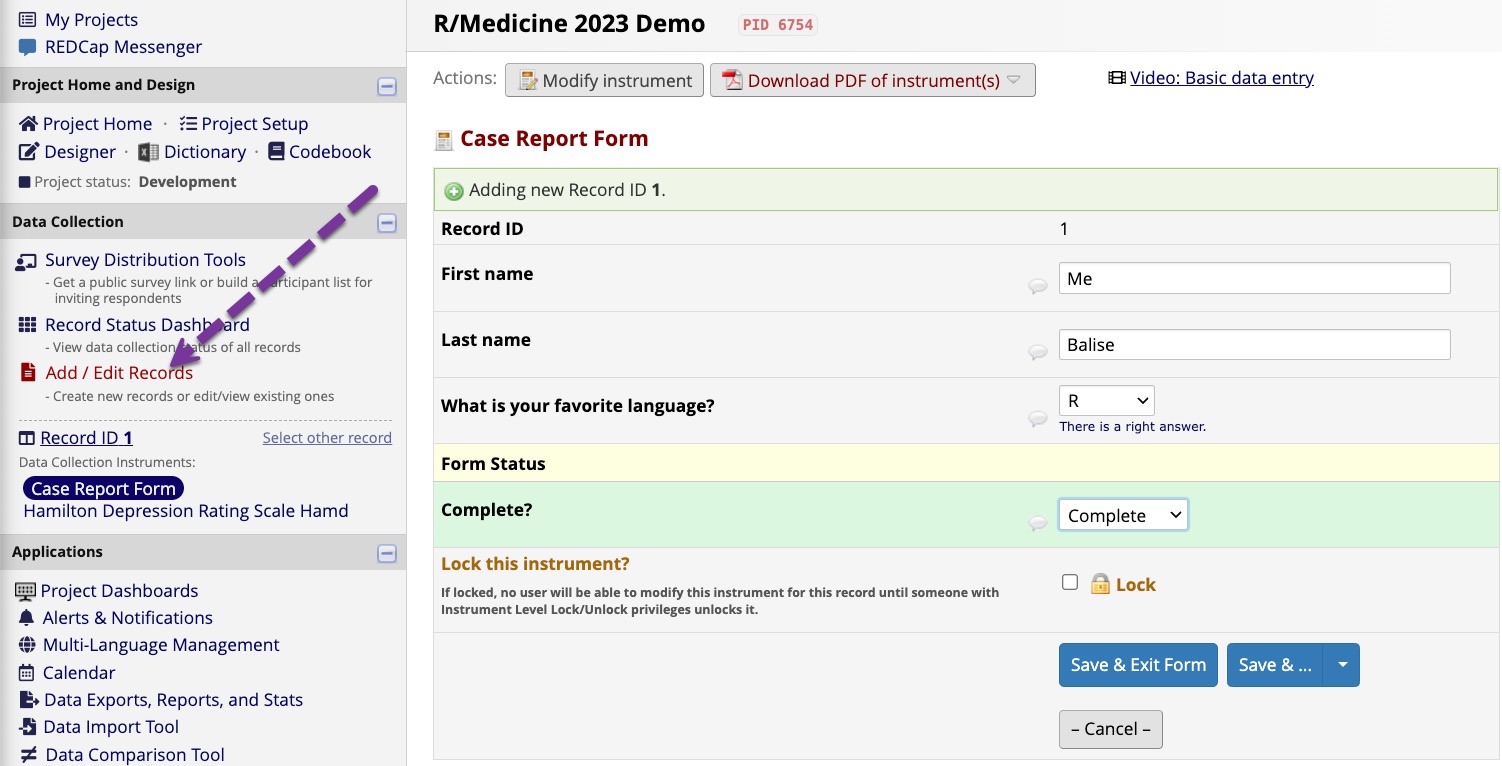 My Projects
REDCap Messenger
Project Home and Design
Project Home · Project Setup
Designer · Dictionary · Codebook
Project status: Development
Data Collection
Survey Distribution Tools
- Get a public survey link or build a participant list for
inviting respondents
Record Status Dashboard
- View data collection status of all records
Add / Edit Records
- Create new records or edit/view existing ones
Record ID 1 Select other record
Data Collection Instruments:
Case Report Form
Hamilton Depression Rating Scale Hamd
Applications
Project Dashboards
Alerts & Notifications
Multi-Language Management
Calendar
Data Exports, Reports, and Stats
Data Import Tool
Data Comparison Tool
R/Medicine 2023 Demo PID 6754
Actions: Modify instrument Download PDF of instrument(s) Video: Basic data entry
Case Report Form
Adding new Record ID 1.
Record ID 1
First name Me
Last name Balise
What is your favorite language? R
There is a right answer.
Form Status
Complete? Complete
Lock this instrument?
If locked, no user will be able to modify this instrument for this record until someone with
Instrument Level Lock/Unlock privileges unlocks it.
Lock
Save & Exit Form Save & ...
– Cancel –